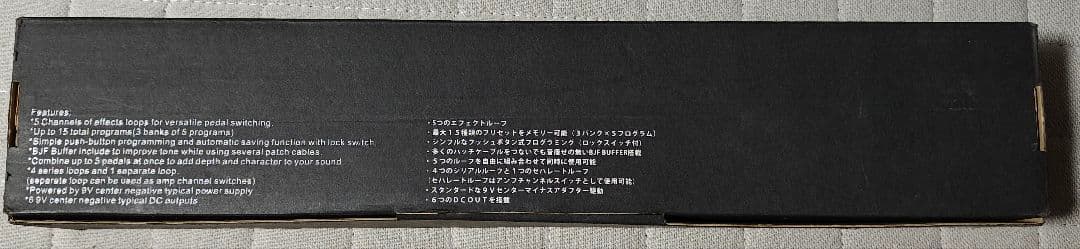 Features:
*5 Channels of effects loops for versatile pedal switching.
*Up to 15 total programs(3 banks of 5 programs)
*Simple push-button programming and automatic saving function with lock switch.
*BJF Buffer include to improve tone while using several patch cables
*Combine up to 5 pedals at once to add depth and character to your sound
*4 series loops and 1 separate loop.
(separate loop can be used as amp channel switches)
*Powered by 9V center negative typical power supply
*6 9V center negative typical DC outputs
・5つのエフェクトループ
・最大15種類のプリセットをメモリー可能(3バンク×5プログラム)
・シンプルなプッシュボタン式プログラミング(ロックスイッチ付)
・多くのパッチケーブルをつないでも音痩せの無いBJF BUFFER搭載
・5つのループを自由に組み合わせて同時に使用可能
・4つのシリアルループと1つのセパレートループ
(セパレートループはアンプチャンネルスイッチとして使用可能)
・スタンダードな9Vセンターマイナスアダプター駆動
・6つのDCOUTを搭載